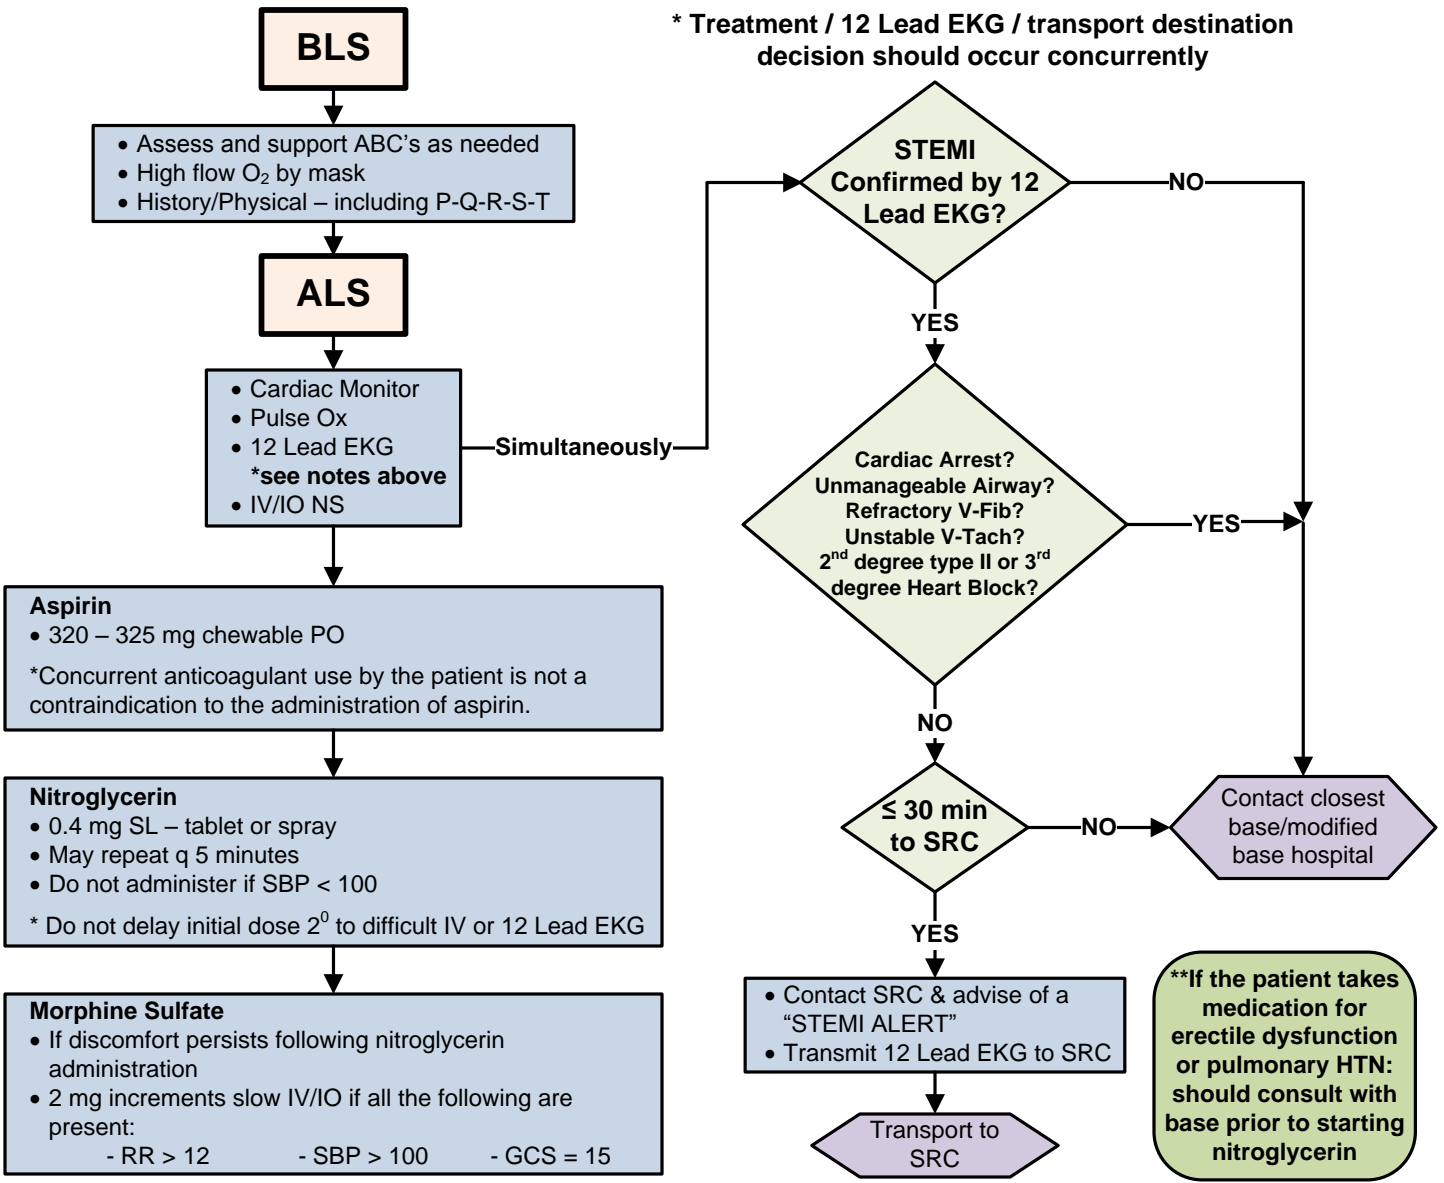 BLS
• Assess and support ABC’s as needed
• High flow O₂ by mask
• History/Physical – including P-Q-R-S-T
ALS
• Cardiac Monitor
• Pulse Ox
• 12 Lead EKG
*see notes above
• IV/IO NS
Simultaneously
Aspirin
• 320 – 325 mg chewable PO
*Concurrent anticoagulant use by the patient is not a
contraindication to the administration of aspirin.
Nitroglycerin
• 0.4 mg SL – tablet or spray
• May repeat q 5 minutes
• Do not administer if SBP < 100
* Do not delay initial dose 2⁰ to difficult IV or 12 Lead EKG
Morphine Sulfate
• If discomfort persists following nitroglycerin
administration
• 2 mg increments slow IV/IO if all the following are
present:
- RR > 12 - SBP > 100 - GCS = 15
* Treatment / 12 Lead EKG / transport destination
decision should occur concurrently
STEMI
Confirmed by 12
Lead EKG?
NO
YES
Cardiac Arrest?
Unmanageable Airway?
Refractory V-Fib?
Unstable V-Tach?
2ⁿᵈ degree type II or 3ʳᵈ
degree Heart Block?
YES
NO
≤ 30 min
to SRC
NO
Contact closest
base/modified
base hospital
YES
• Contact SRC & advise of a
“STEMI ALERT”
• Transmit 12 Lead EKG to SRC
Transport to
SRC
**If the patient takes
medication for
erectile dysfunction
or pulmonary HTN:
should consult with
base prior to starting
nitroglycerin